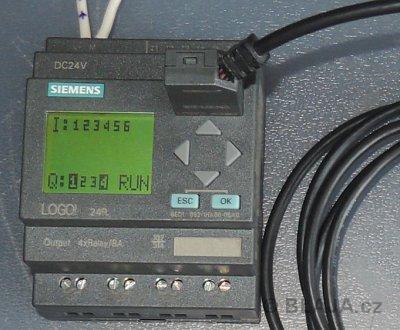 DC24V
SIEMENS
I:123456
Q:1234 RUN
ESC OK
LOGO! 24R
Output 4xRelay/8A